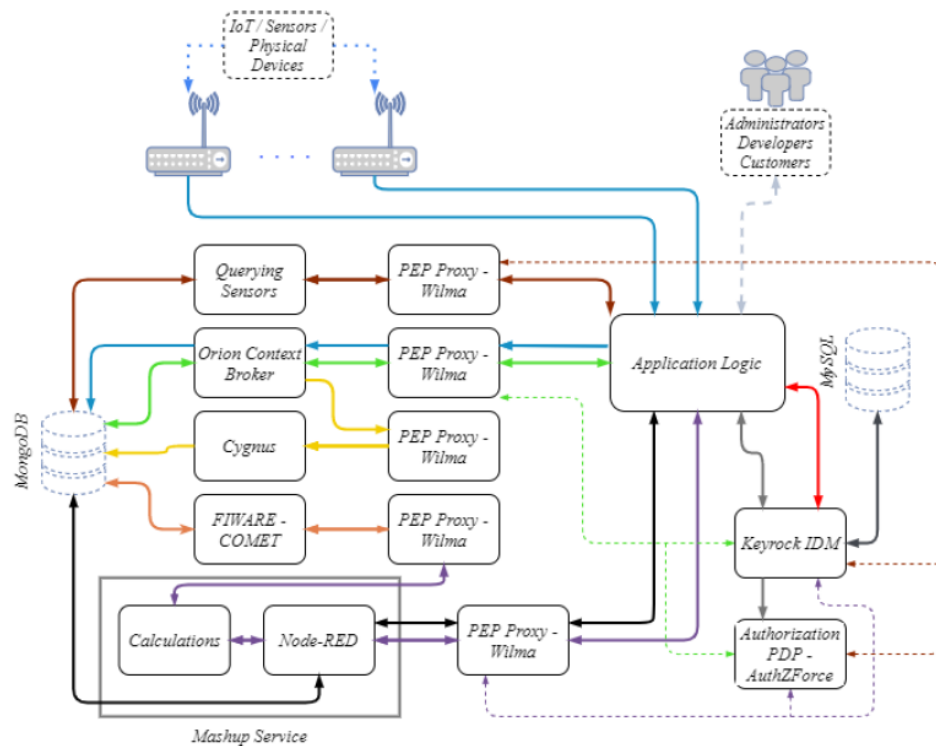 IoT / Sensors /
Physical
Devices
Administrators
Developers
Customers
Querying
Sensors
PEP Proxy -
Wilma
Orion Context
Broker
PEP Proxy -
Wilma
Application Logic
MySQL
MongoDB
Cygnus
PEP Proxy -
Wilma
FIWARE -
COMET
PEP Proxy -
Wilma
Keyrock IDM
Calculations
Node-RED
PEP Proxy -
Wilma
Authorization
PDP -
AuthZForce
Mashup Service